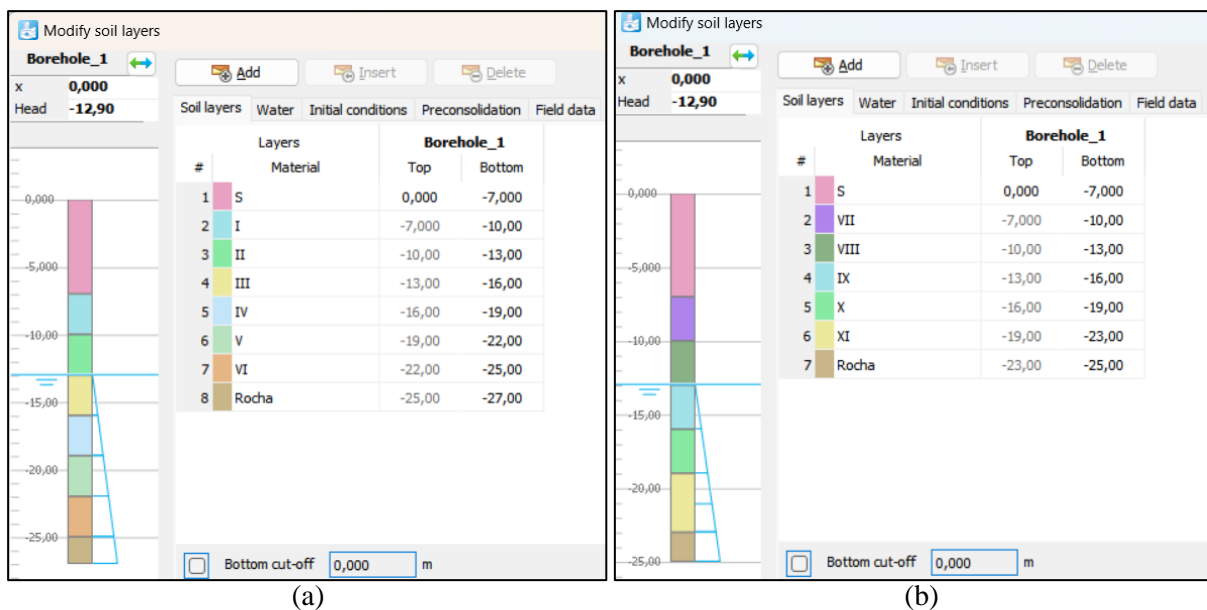 Modify soil layers
Borehole_1
x 0,000
Head -12,90
Add Insert Delete
Soil layers Water Initial conditions Preconsolidation Field data
Layers Borehole_1
# Material Top Bottom
1 S 0,000 -7,000
2 I -7,000 -10,00
3 II -10,00 -13,00
4 III -13,00 -16,00
5 IV -16,00 -19,00
6 V -19,00 -22,00
7 VI -22,00 -25,00
8 Rocha -25,00 -27,00
0,000
-5,000
-10,00
-15,00
-20,00
-25,00
Bottom cut-off 0,000 m
(a)
Modify soil layers
Borehole_1
x 0,000
Head -12,90
Add Insert Delete
Soil layers Water Initial conditions Preconsolidation Field data
Layers Borehole_1
# Material Top Bottom
1 S 0,000 -7,000
2 VII -7,000 -10,00
3 VIII -10,00 -13,00
4 IX -13,00 -16,00
5 X -16,00 -19,00
6 XI -19,00 -23,00
7 Rocha -23,00 -25,00
0,000
-5,000
-10,00
-15,00
-20,00
-25,00
Bottom cut-off 0,000 m
(b)